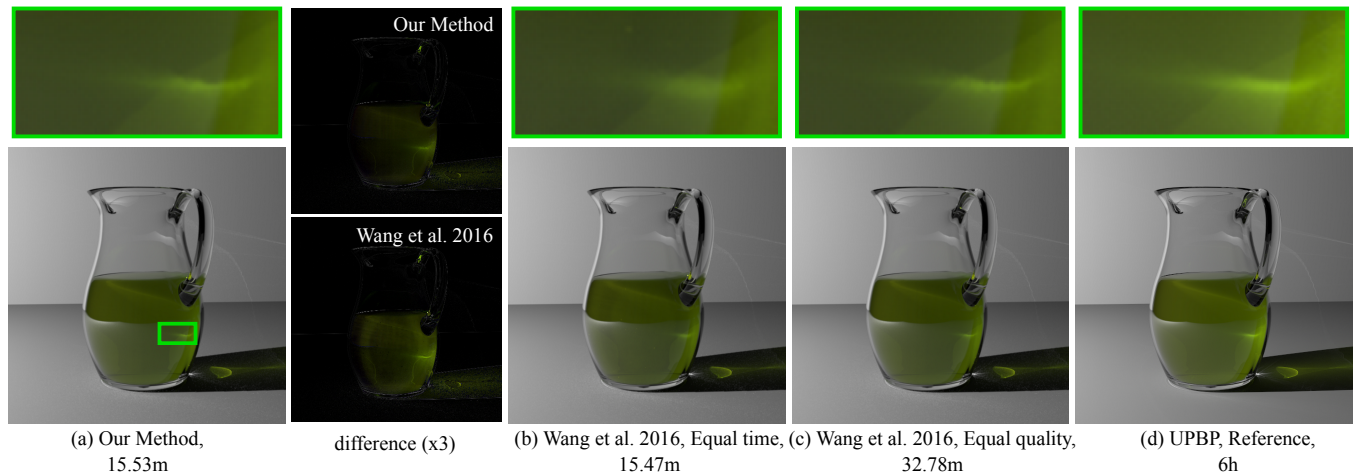 Our Method
Wang et al. 2016
(a) Our Method,
15.53m
difference (x3)
(b) Wang et al. 2016, Equal time,
15.47m
(c) Wang et al. 2016, Equal quality,
32.78m
(d) UPBP, Reference,
6h